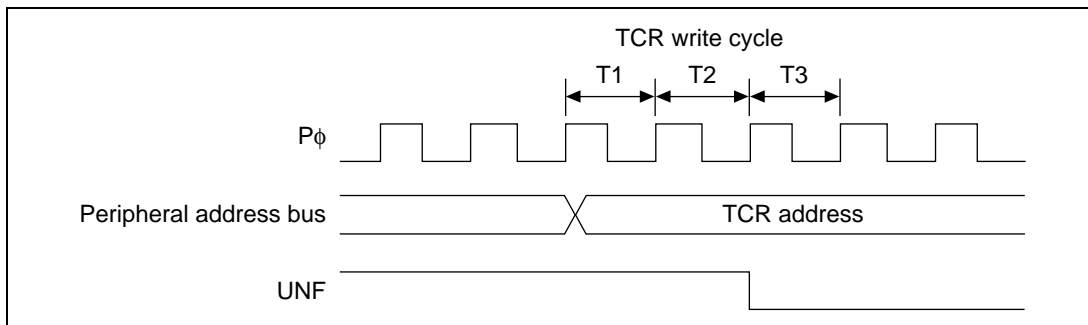 TCR write cycle
T1 T2 T3
Pϕ
Peripheral address bus TCR address
UNF